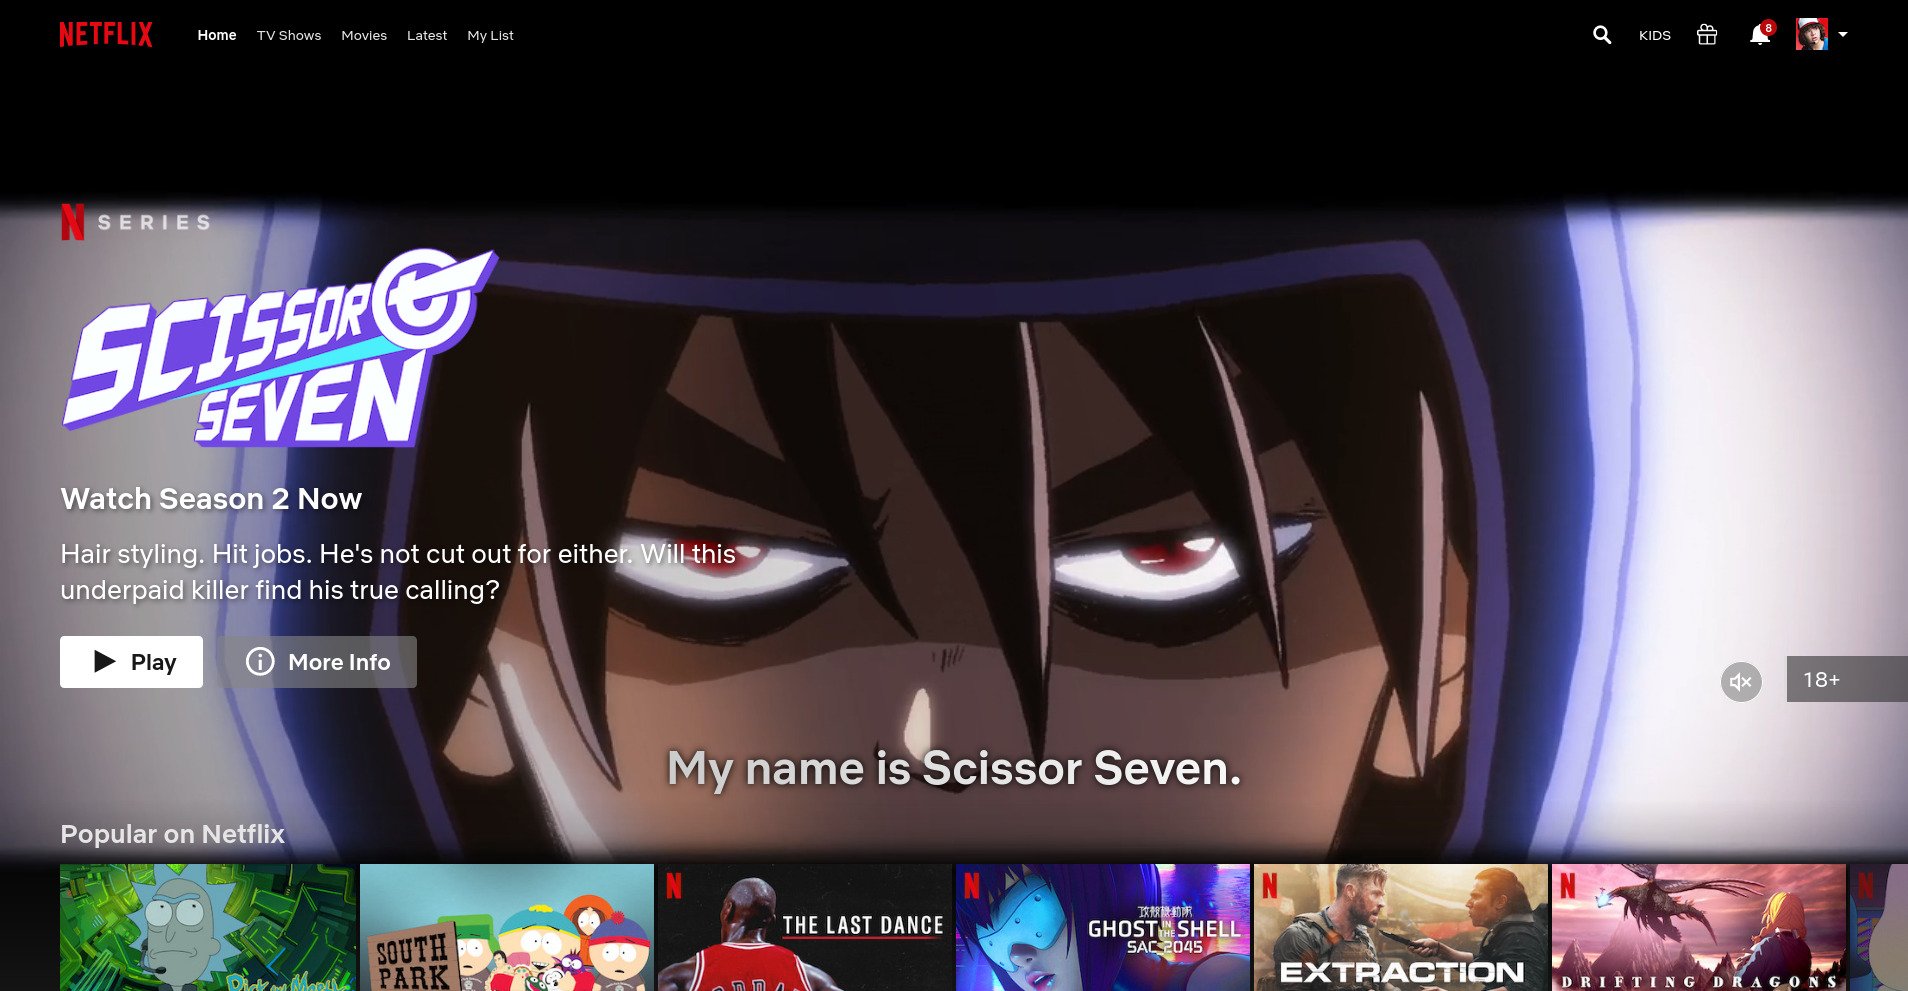 NETFLIX
Home TV Shows Movies Latest My List
KIDS
8
N SERIES
SCISSOR
SEVEN
Watch Season 2 Now
Hair styling. Hit jobs. He's not cut out for either. Will this
underpaid killer find his true calling?
Play
More Info
18+
My name is Scissor Seven.
Popular on Netflix
Rick and Morty
SOUTH
PARK
N
THE LAST DANCE
N
攻殻機動隊
GHOST IN THE SHELL
SAC_2045
N
EXTRACTION
N
DRIFTING DRAGONS
N